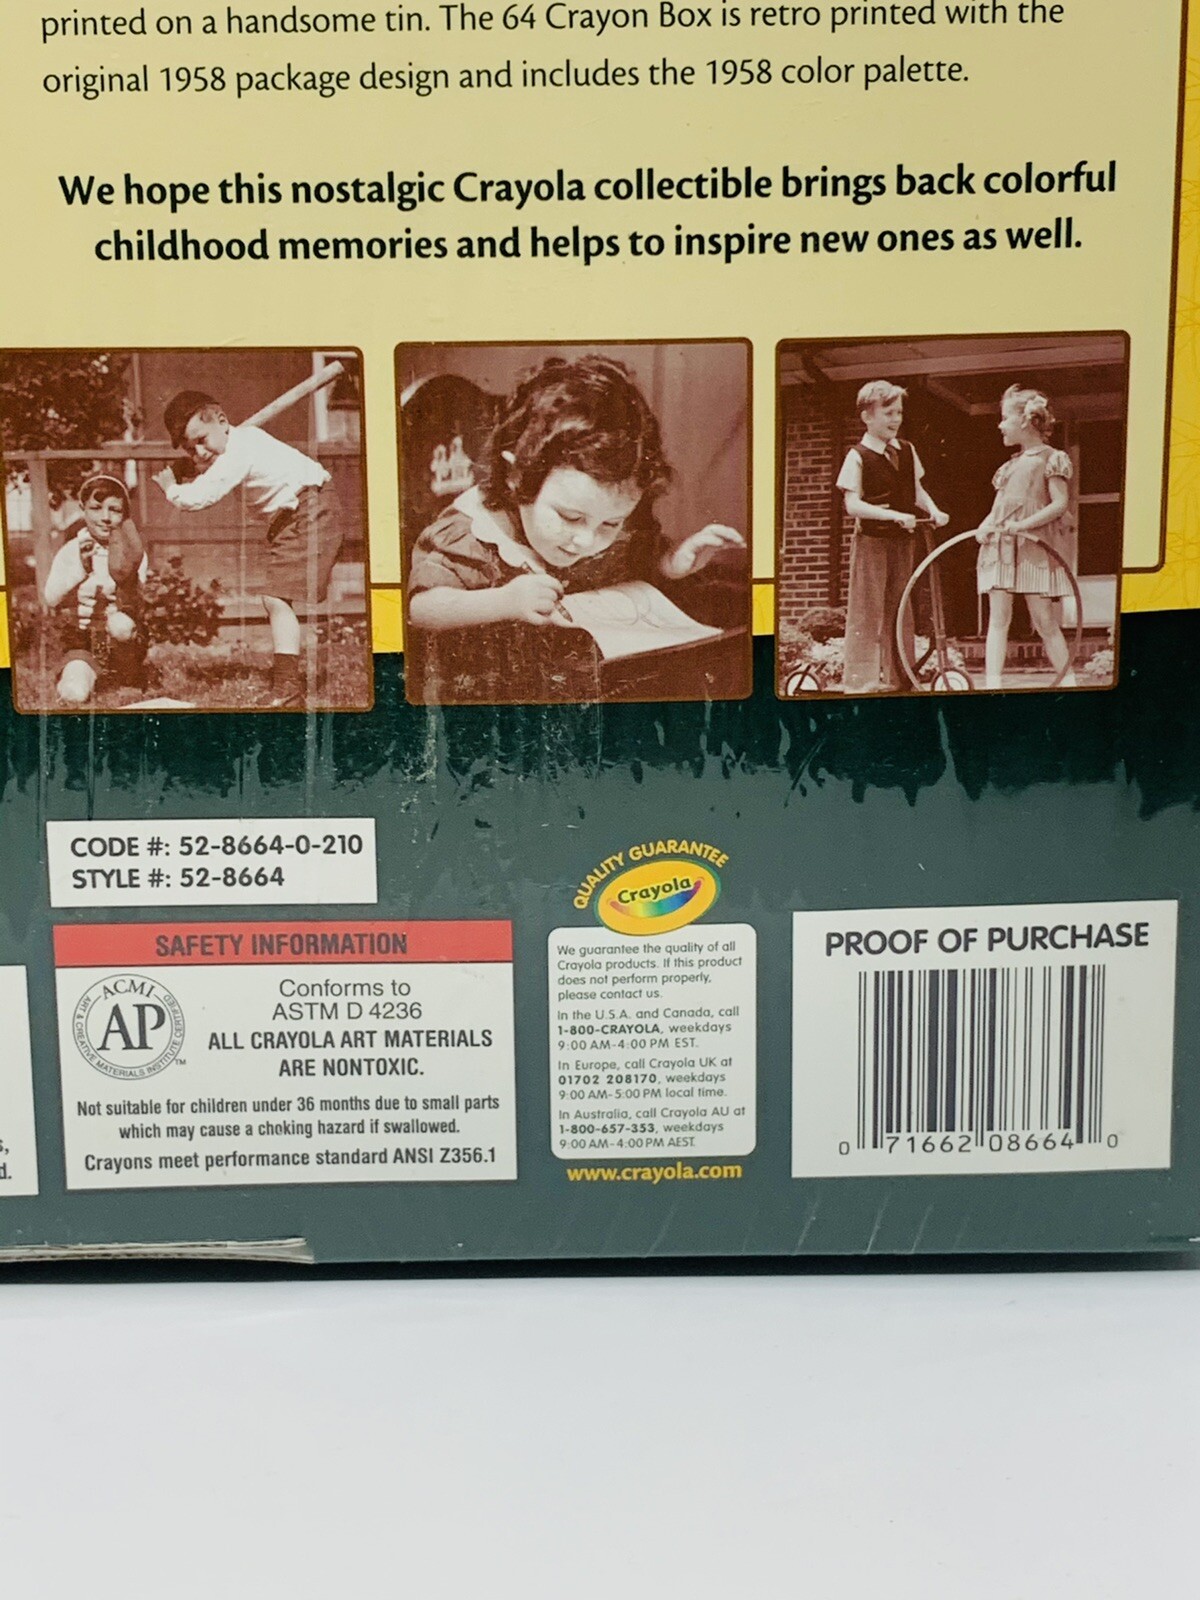 printed on a handsome tin. The 64 Crayon Box is retro printed with the
original 1958 package design and includes the 1958 color palette.
We hope this nostalgic Crayola collectible brings back colorful
childhood memories and helps to inspire new ones as well.
CODE #: 52-8664-0-210
STYLE #: 52-8664
SAFETY INFORMATION
ACMI
AP
ART & CREATIVE MATERIALS INSTITUTE CERTIFIED
TM
Conforms to
ASTM D 4236
ALL CRAYOLA ART MATERIALS
ARE NONTOXIC.
Not suitable for children under 36 months due to small parts
which may cause a choking hazard if swallowed.
Crayons meet performance standard ANSI Z356.1
QUALITY GUARANTEE
Crayola
We guarantee the quality of all
Crayola products. If this product
does not perform properly,
please contact us.
In the U.S.A. and Canada, call
1-800-CRAYOLA, weekdays
9:00 AM-4:00 PM EST.
In Europe, call Crayola UK at
01702 208170, weekdays
9:00 AM-5:00 PM local time.
In Australia, call Crayola AU at
1-800-657-353, weekdays
9:00 AM-4:00 PM AEST.
www.crayola.com
PROOF OF PURCHASE
0 71662 08664 0